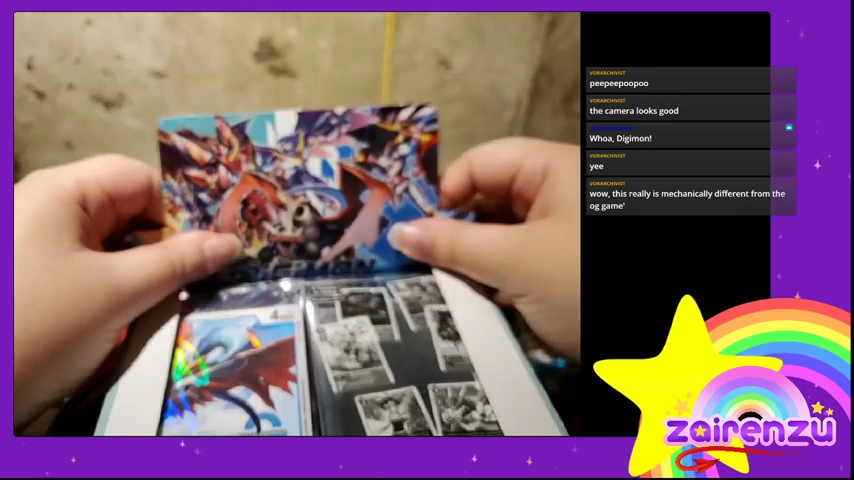 VORARCHIVIST
peepeepoopoo
VORARCHIVIST
the camera looks good
Whoa, Digimon!
VORARCHIVIST
yee
VORARCHIVIST
wow, this really is mechanically different from the
og game'
4
zairenzu